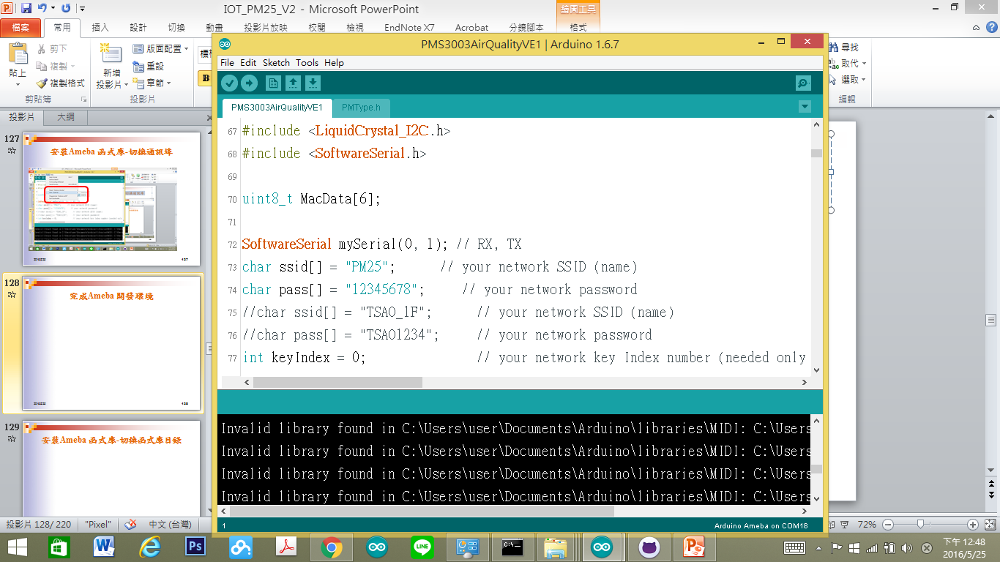 IOT_PM25_V2 - Microsoft PowerPoint
繪圖工具
檔案 常用 插入 設計 切換 動畫 投影片放映 校閱 檢視 EndNote X7 Acrobat 分鏡腳本 格式
貼上
剪下
複製
複製格式
剪貼簿
新增
投影片
版面配置
重設
章節
投影片
B
尋找
取代
選取
編輯
投影片 大綱
127
安裝Ameba 函式庫-切換通訊埠
128
完成Ameba 開發環境
129
安裝Ameba 函式庫-切換函式庫目錄
PMS3003AirQualityVE1 | Arduino 1.6.7
File Edit Sketch Tools Help
PMS3003AirQualityVE1 PMType.h
67 #include <LiquidCrystal_I2C.h>
68 #include <SoftwareSerial.h>
69
70 uint8_t MacData[6];
71
72 SoftwareSerial mySerial(0, 1); // RX, TX
73 char ssid[] = "PM25"; // your network SSID (name)
74 char pass[] = "12345678"; // your network password
75 //char ssid[] = "TSAO_1F"; // your network SSID (name)
76 //char pass[] = "TSAO1234"; // your network password
77 int keyIndex = 0; // your network key Index number (needed only
Invalid library found in C:\Users\user\Documents\Arduino\libraries\MIDI: C:\Users
Invalid library found in C:\Users\user\Documents\Arduino\libraries\MIDI: C:\Users
Invalid library found in C:\Users\user\Documents\Arduino\libraries\MIDI: C:\Users
Invalid library found in C:\Users\user\Documents\Arduino\libraries\MIDI: C:\Users
1 Arduino Ameba on COM18
投影片 128/ 220 "Pixel" 中文 (台灣) 72%
下午 12:48
2016/5/25